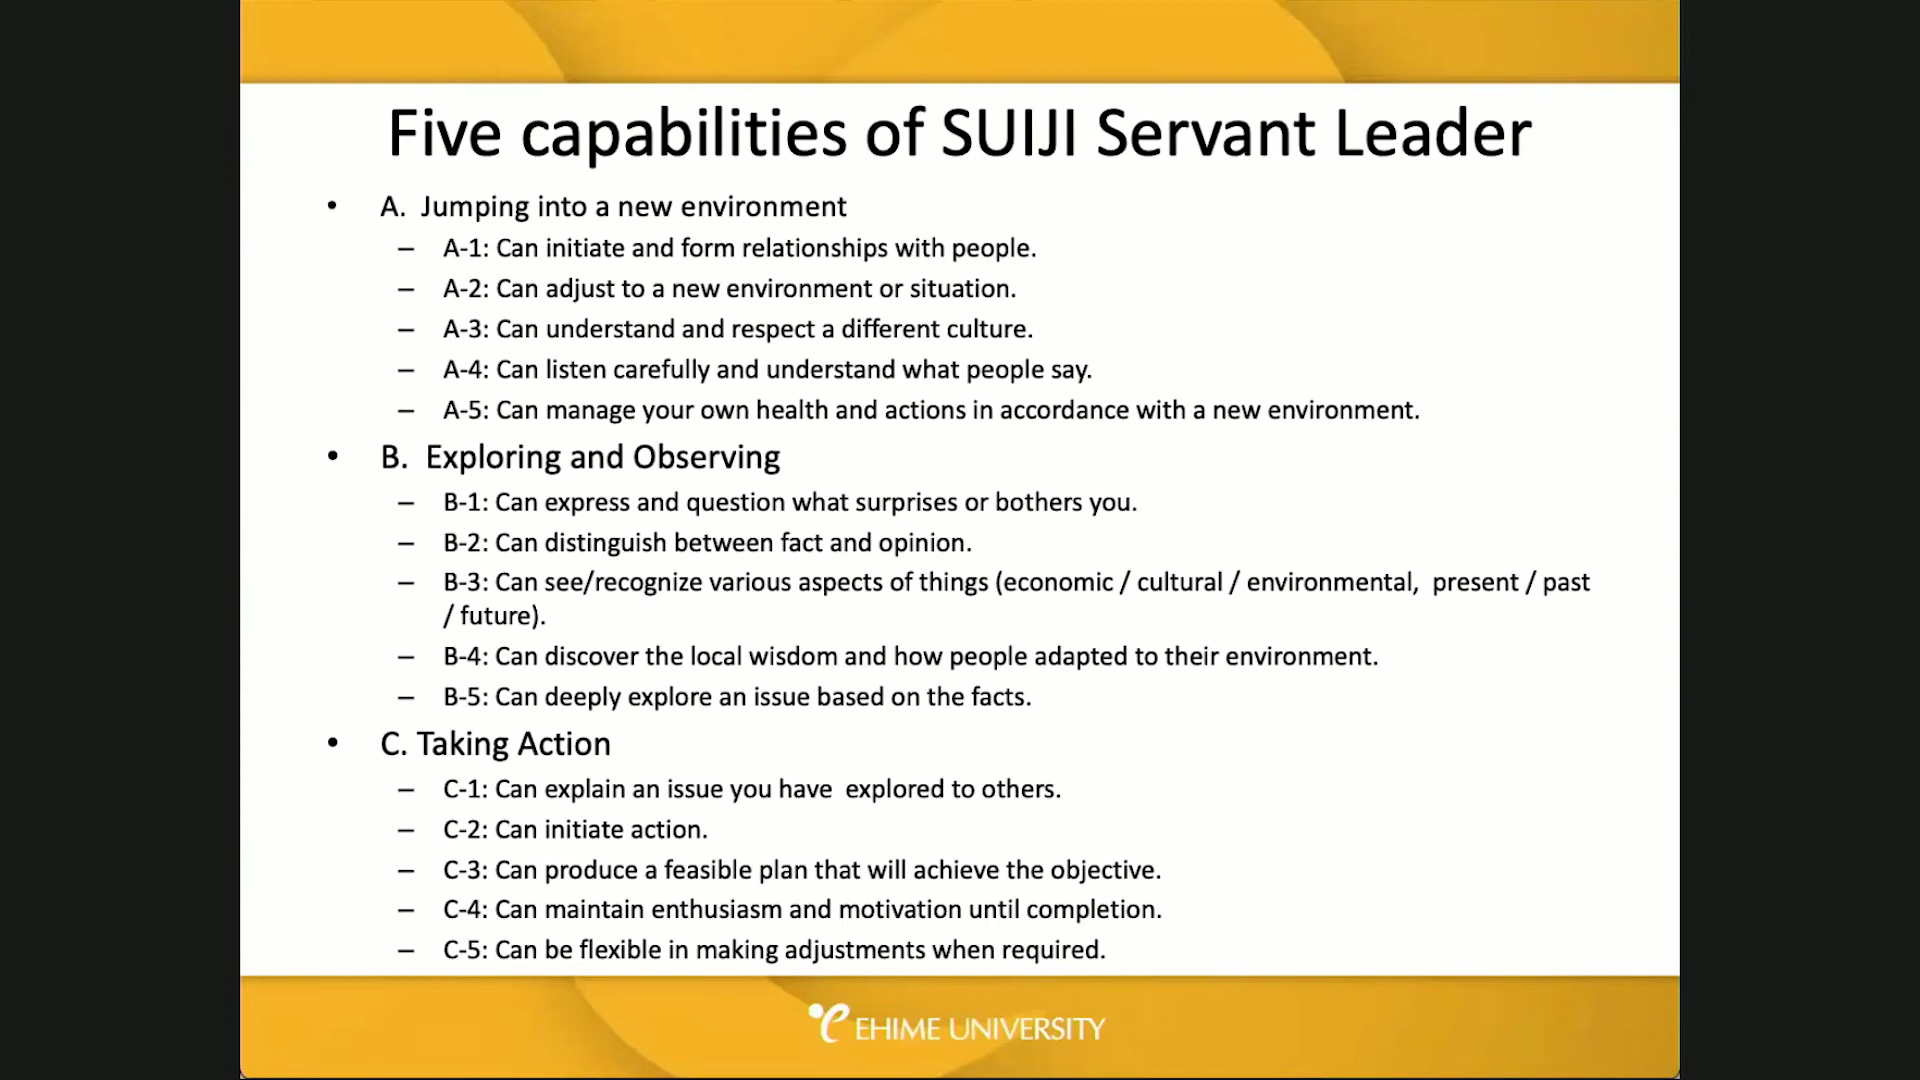 Five capabilities of SUIJI Servant Leader
• A. Jumping into a new environment
– A-1: Can initiate and form relationships with people.
– A-2: Can adjust to a new environment or situation.
– A-3: Can understand and respect a different culture.
– A-4: Can listen carefully and understand what people say.
– A-5: Can manage your own health and actions in accordance with a new environment.
• B. Exploring and Observing
– B-1: Can express and question what surprises or bothers you.
– B-2: Can distinguish between fact and opinion.
– B-3: Can see/recognize various aspects of things (economic / cultural / environmental, present / past
/ future).
– B-4: Can discover the local wisdom and how people adapted to their environment.
– B-5: Can deeply explore an issue based on the facts.
• C. Taking Action
– C-1: Can explain an issue you have explored to others.
– C-2: Can initiate action.
– C-3: Can produce a feasible plan that will achieve the objective.
– C-4: Can maintain enthusiasm and motivation until completion.
– C-5: Can be flexible in making adjustments when required.
EHIME UNIVERSITY